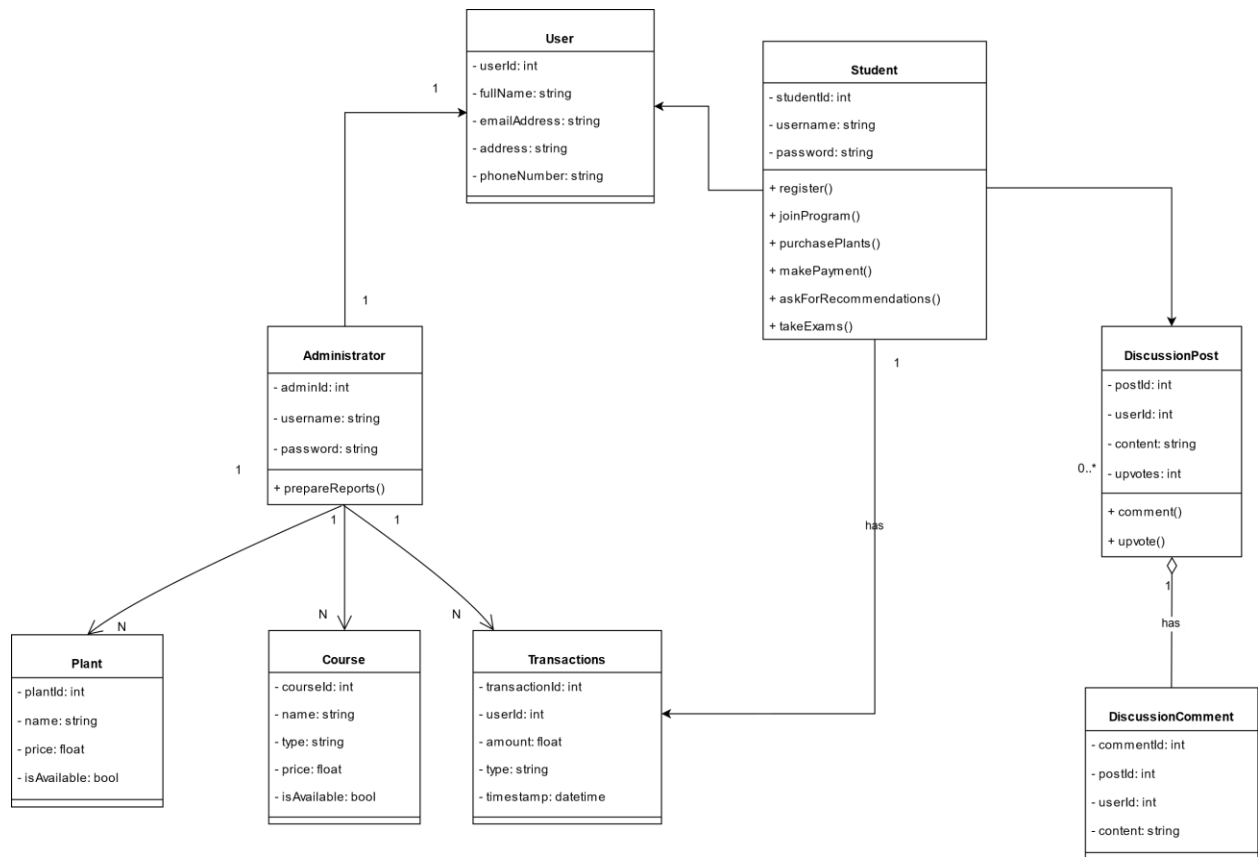 User
- userId: int
- fullName: string
- emailAddress: string
- address: string
- phoneNumber: string
Student
- studentId: int
- username: string
- password: string
+ register()
+ joinProgram()
+ purchasePlants()
+ makePayment()
+ askForRecommendations()
+ takeExams()
1
1
1
Administrator
- adminId: int
- username: string
- password: string
+ prepareReports()
1
1
1
DiscussionPost
- postId: int
- userId: int
- content: string
- upvotes: int
+ comment()
+ upvote()
0..*
has
1
has
N
N
N
Plant
- plantId: int
- name: string
- price: float
- isAvailable: bool
Course
- courseId: int
- name: string
- type: string
- price: float
- isAvailable: bool
Transactions
- transactionId: int
- userId: int
- amount: float
- type: string
- timestamp: datetime
DiscussionComment
- commentId: int
- postId: int
- userId: int
- content: string